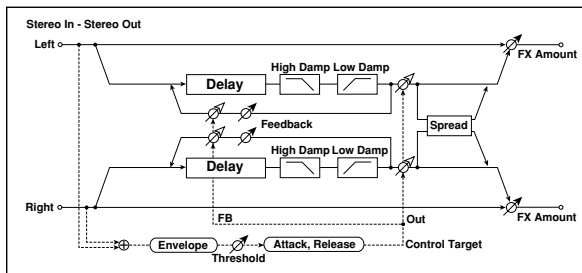 Stereo In - Stereo Out
Left
FX Amount
High Damp Low Damp
Delay
Feedback
Spread
High Damp Low Damp
Delay
Right
FB
Out
FX Amount
Envelope
Threshold
Attack, Release
Control Target